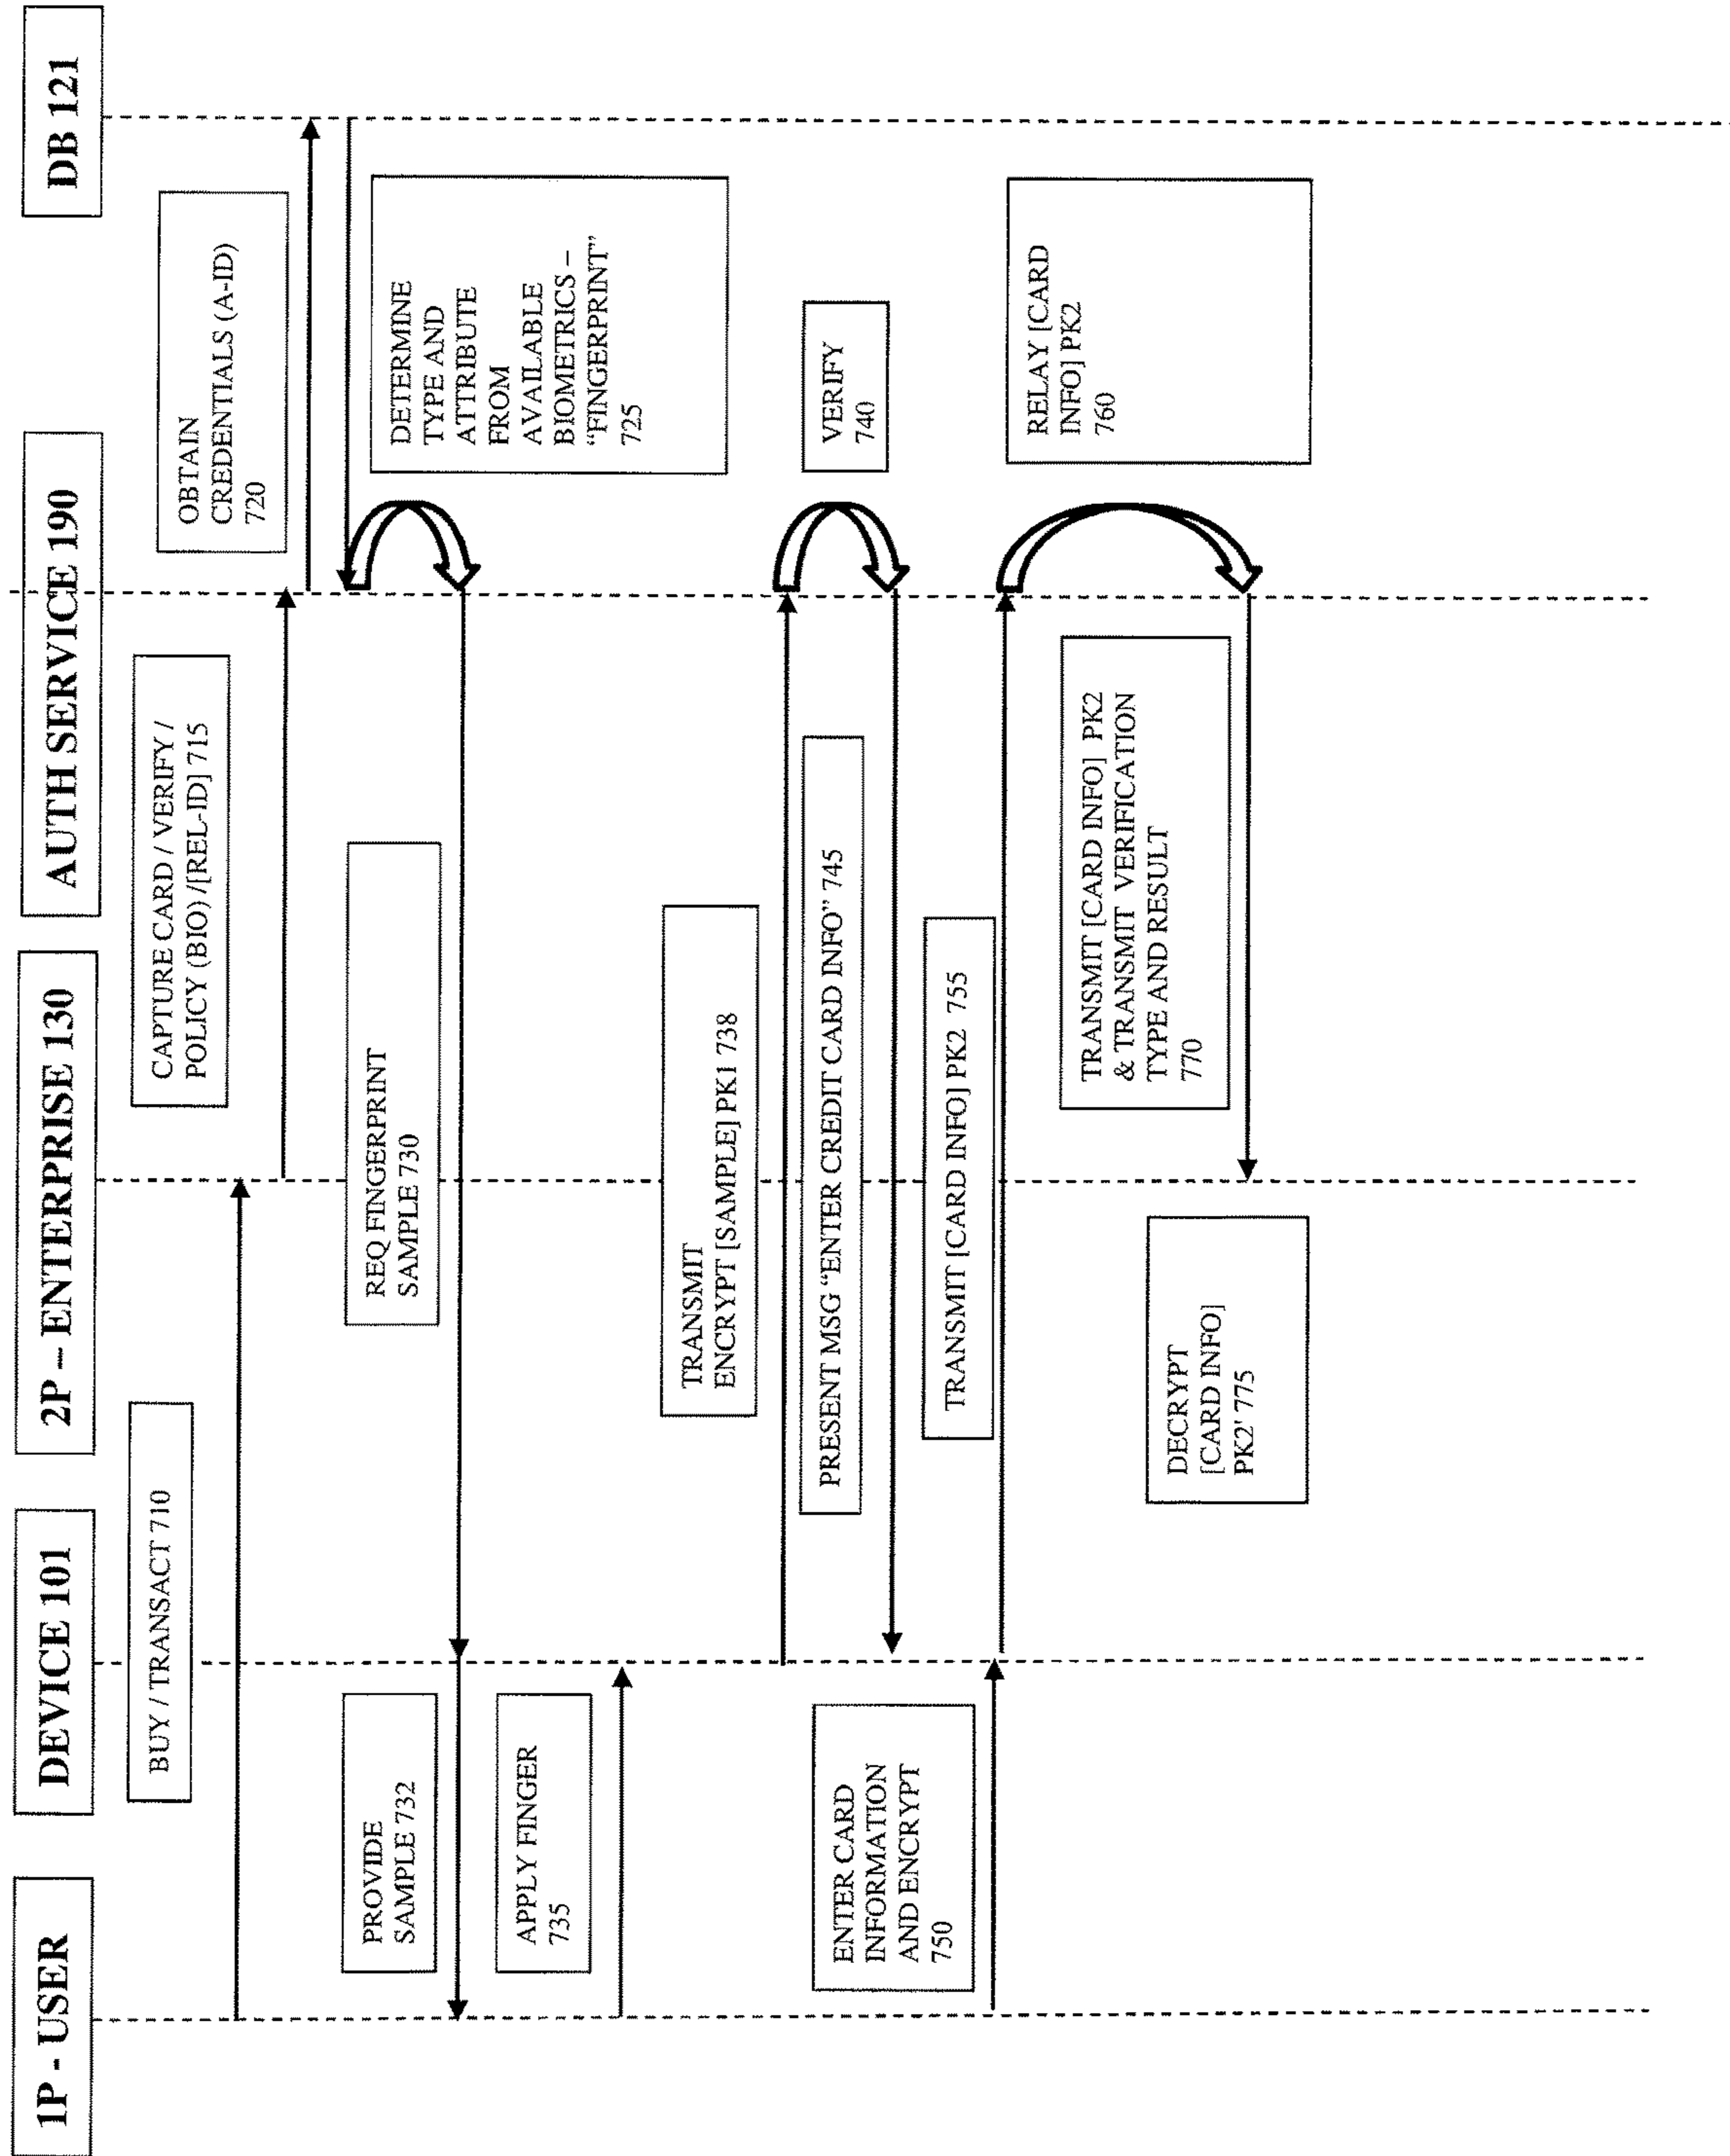 1P - USER
DEVICE 101
2P – ENTERPRISE 130
AUTH SERVICE 190
DB 121
BUY / TRANSACT 710
CAPTURE CARD / VERIFY /
POLICY (BIO) /[REL-ID] 715
OBTAIN
CREDENTIALS (A-ID)
720
DETERMINE
TYPE AND
ATTRIBUTE
FROM
AVAILABLE
BIOMETRICS –
“FINGERPRINT”
725
REQ FINGERPRINT
SAMPLE 730
PROVIDE
SAMPLE 732
APPLY FINGER
735
TRANSMIT
ENCRYPT [SAMPLE] PK1 738
VERIFY
740
PRESENT MSG “ENTER CREDIT CARD INFO” 745
ENTER CARD
INFORMATION
AND ENCRYPT
750
TRANSMIT [CARD INFO] PK2 755
RELAY [CARD
INFO] PK2
760
TRANSMIT [CARD INFO] PK2
& TRANSMIT VERIFICATION
TYPE AND RESULT
770
DECRYPT
[CARD INFO]
PK2' 775